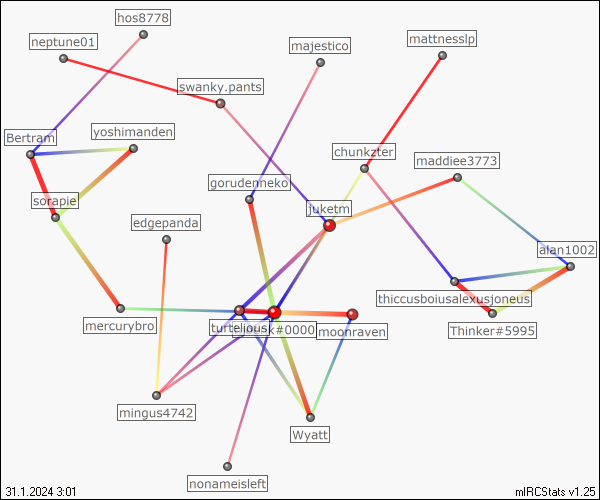 hos8778
neptune01
mattnesslp
majestico
swanky.pants
yoshimanden
Bertram
chunkzter
maddiee3773
gorudenneko
sorapie
juketm
edgepanda
alan1002
thiccusboiusalexusjoneus
mercurybro
turtelious
#0000
moonraven
Thinker#5995
mingus4742
Wyatt
nonameisleft
31.1.2024 3:01
mIRCStats v1.25